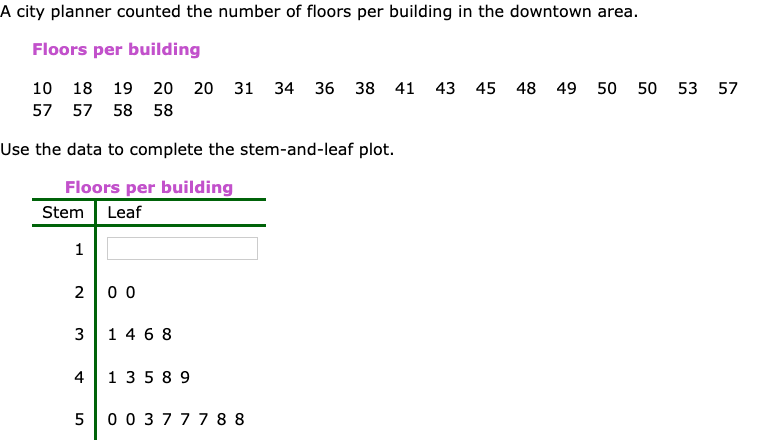 A city planner counted the number of floors per building in the downtown area.
Floors per building
10 18 19 20 20 31 34 36 38 41 43 45 48 49 50 50 53 57
57 57 58 58
Use the data to complete the stem-and-leaf plot.
Floors per building
Stem Leaf
1
2 0 0
3 1 4 6 8
4 1 3 5 8 9
5 0 0 3 7 7 7 8 8